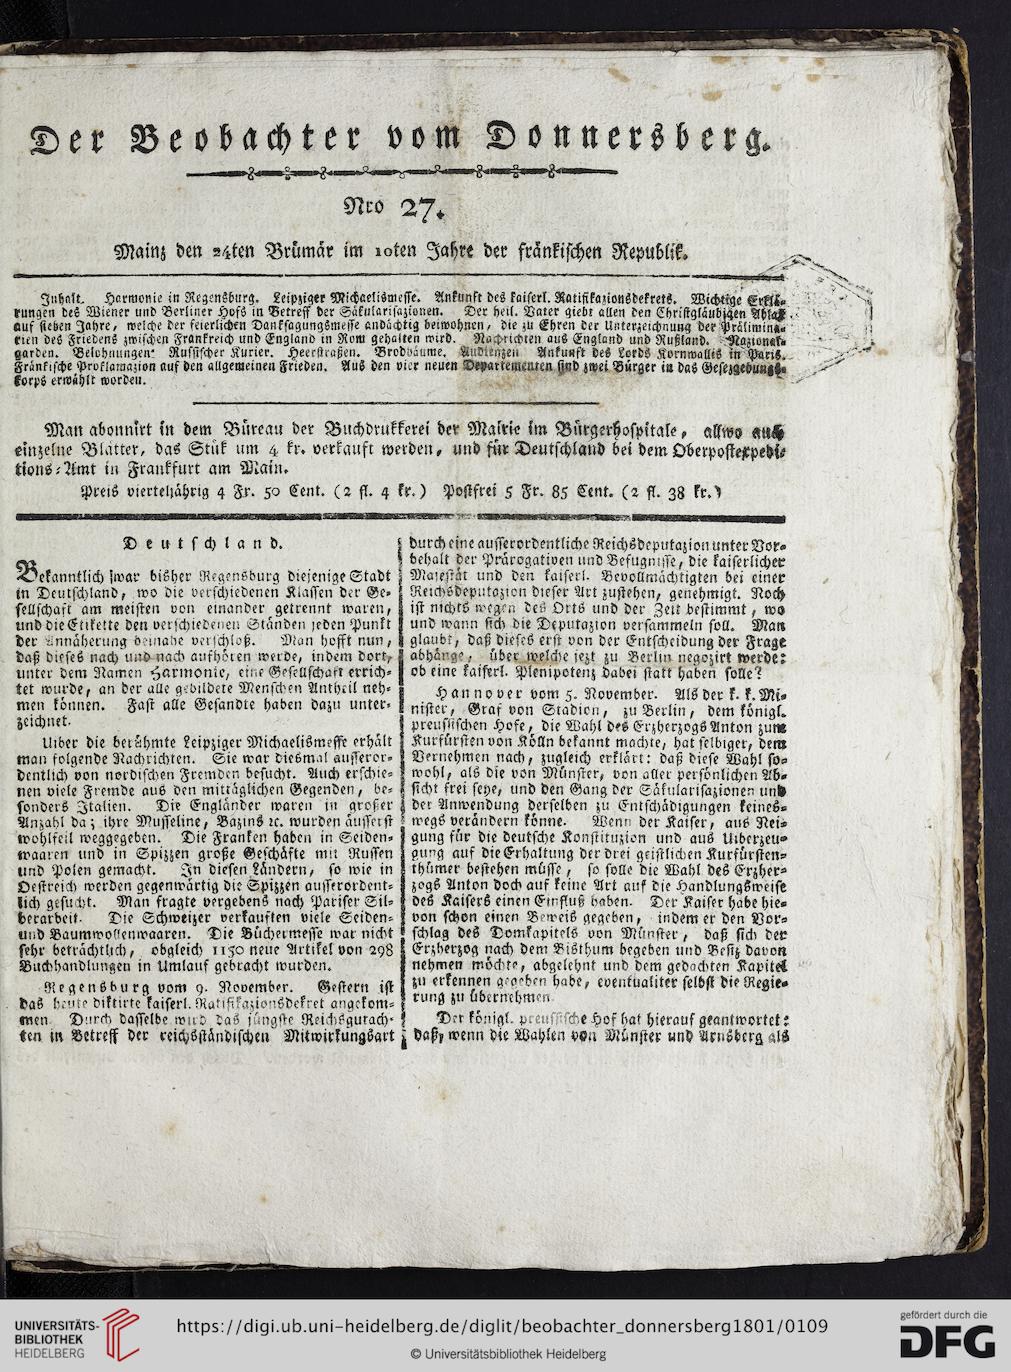 Der Beobachter vom Donnersberg.
Nro 27.
Mainz den 24ten Brümär im 10ten Jahre der fränkischen Republik.
Inhalt. Harmonie in Regensburg. Leipziger Michaelismesse. Ankunft des kaiserl. Ratifikazionsdekrets. Wichtige Erklä-
rungen des Wiener und Berliner Hofs in Betreff der Säkularisazionen. Der heil. Vater giebt allen den Christgläubigen Ablaß
auf sieben Jahre, welche der feierlichen Danksagungsmesse andächtig beiwohnen, die zu Ehren der Unterzeichnung der Präliminа-
rien des Friedens zwischen Frankreich und England in Rom gehalten wird. Nachrichten aus England und Rußland. Nazional-
garden. Belohnungen. Russischer Kurier. Heerstraßen. Brodbäume. Audienzen Ankunft des Lords Kornwallis in Paris.
Fränkische Proklamazion auf den allgemeinen Frieden. Aus den vier neuen Departementen sind zwei Bürger in das Gesezgebungs-
korps erwählt worden.
Man abonnirt in dem Büreau der Buchdrukkerei der Mairie im Bürgerhospitale, allwo auch
einzelne Blätter, das Stük um 4 kr. verkauft werden, und für Deutschland bei dem Oberpostexpedi-
tions-Amt in Frankfurt am Main.
Preis vierteljährig 4 Fr. 50 Cent. (2 fl. 4 kr.) Postfrei 5 Fr. 85 Cent. (2 fl. 38 kr.)
Deutschland.
Bekanntlich war bisher Regensburg diejenige Stadt
in Deutschland, wo die verschiedenen Klassen der Ge-
sellschaft am meisten von einander getrennt waren,
und die Etikette den verschiedenen Ständen jeden Punkt
der Annäherung beinahe verschloß. Man hofft nun,
daß dieses nach und nach aufhören werde, indem dort,
unter dem Namen Harmonie, eine Gesellschaft errich-
tet wurde, an der alle gebildete Menschen Antheil neh-
men können. Fast alle Gesandte haben dazu unter-
zeichnet.
Uiber die berühmte Leipziger Michaelismesse erhält
man folgende Nachrichten. Sie war diesmal ausseror-
dentlich von nordischen Fremden besucht. Auch erschie-
nen viele Fremde aus den mittäglichen Gegenden, be-
sonders Italien. Die Engländer waren in großer
Anzahl da; ihre Musseline, Bazins ꝛc. wurden äusserst
wohlfeil weggegeben. Die Franken haben in Seiden-
waaren und in Spizzen große Geschäfte mit Russen
und Polen gemacht. In diesen Ländern, so wie in
Oestreich werden gegenwärtig die Spizzen ausserordent-
lich gesucht. Man fragte vergebens nach Pariser Sil-
berarbeit. Die Schweizer verkauften viele Seiden-
und Baumwollenwaaren. Die Büchermesse war nicht
sehr beträchtlich, obgleich 1150 neue Artikel von 298
Buchhandlungen in Umlauf gebracht wurden.
Regensburg vom 9. November. Gestern ist
das heute diktirte kaiserl. Ratifikazionsdekret angekom-
men. Durch dasselbe wird das jüngste Reichsgutach-
ten in Betreff der reichsständischen Mitwirkungsart
durch eine ausserordentliche Reichsdeputazion unter Vor-
behalt der Prärogativen und Befugnisse, die kaiserlicher
Majestät und den kaiserl. Bevollmächtigten bei einer
Reichsdeputazion dieser Art zustehen, genehmigt. Noch
ist nichts wegen des Orts und der Zeit bestimmt, wo
und wann sich die Deputazion versammeln soll. Man
glaubt, daß dieses erst von der Entscheidung der Frage
abhänge, über welche jezt zu Berlin negozirt werde:
ob eine kaiserl. Plenipotenz dabei statt haben solle?
Hannover vom 5. November. Als der k. k. Mi-
nister, Graf von Stadion, zu Berlin, dem königl.
preussischen Hofe, die Wahl des Erzherzogs Anton zum
Kurfürsten von Kölln bekannt machte, hat selbiger, dem
Vernehmen nach, zugleich erklärt: daß diese Wahl so-
wohl, als die von Münster, von aller persönlichen Ab-
sicht frei seye, und den Gang der Säkularisazionen und
der Anwendung derselben zu Entschädigungen keines-
wegs verändern könne. Wenn der Kaiser, aus Nei-
gung für die deutsche Konstituzion und aus Uiberzeu-
gung auf die Erhaltung der drei geistlichen Kurfürsten-
thümer bestehen müsse, so solle die Wahl des Erzher-
zogs Anton doch auf keine Art auf die Handlungsweise
des Kaisers einen Einfluß haben. Der Kaiser habe hie-
von schon einen Beweis gegeben, indem er den Vor-
schlag des Domkapitels von Münster, daß sich der
Erzherzog nach dem Bisthum begeben und Besiz davon
nehmen möchte, abgelehnt und dem gedachten Kapitel
zu erkennen gegeben habe, eventualiter selbst die Regie-
rung zu übernehmen
Der königl. preussische Hof hat hierauf geantwortet:
daß, wenn die Wahlen von Münster und Arnsberg als
UNIVERSITÄTS-
BIBLIOTHEK
HEIDELBERG
https://digi.ub.uni-heidelberg.de/diglit/beobachter_donnersberg1801/0109
© Universitätsbibliothek Heidelberg
gefördert durch die
DFG